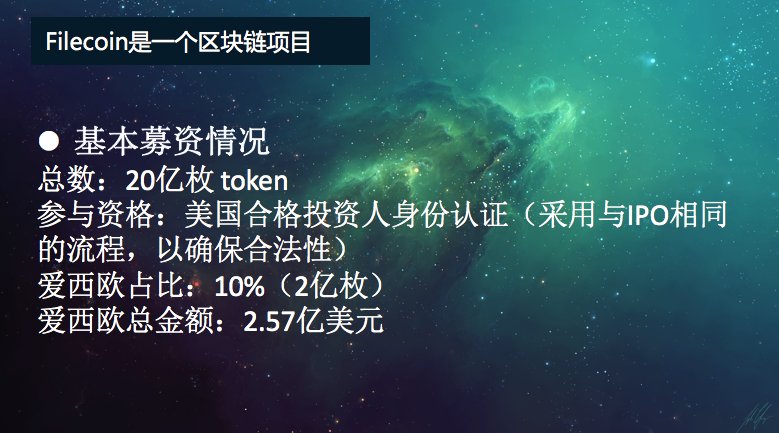 Filecoin是一个区块链项目
● 基本募资情况
总数：20亿枚 token
参与资格：美国合格投资人身份认证（采用与IPO相同
的流程，以确保合法性）
爱西欧占比：10%（2亿枚）
爱西欧总金额：2.57亿美元